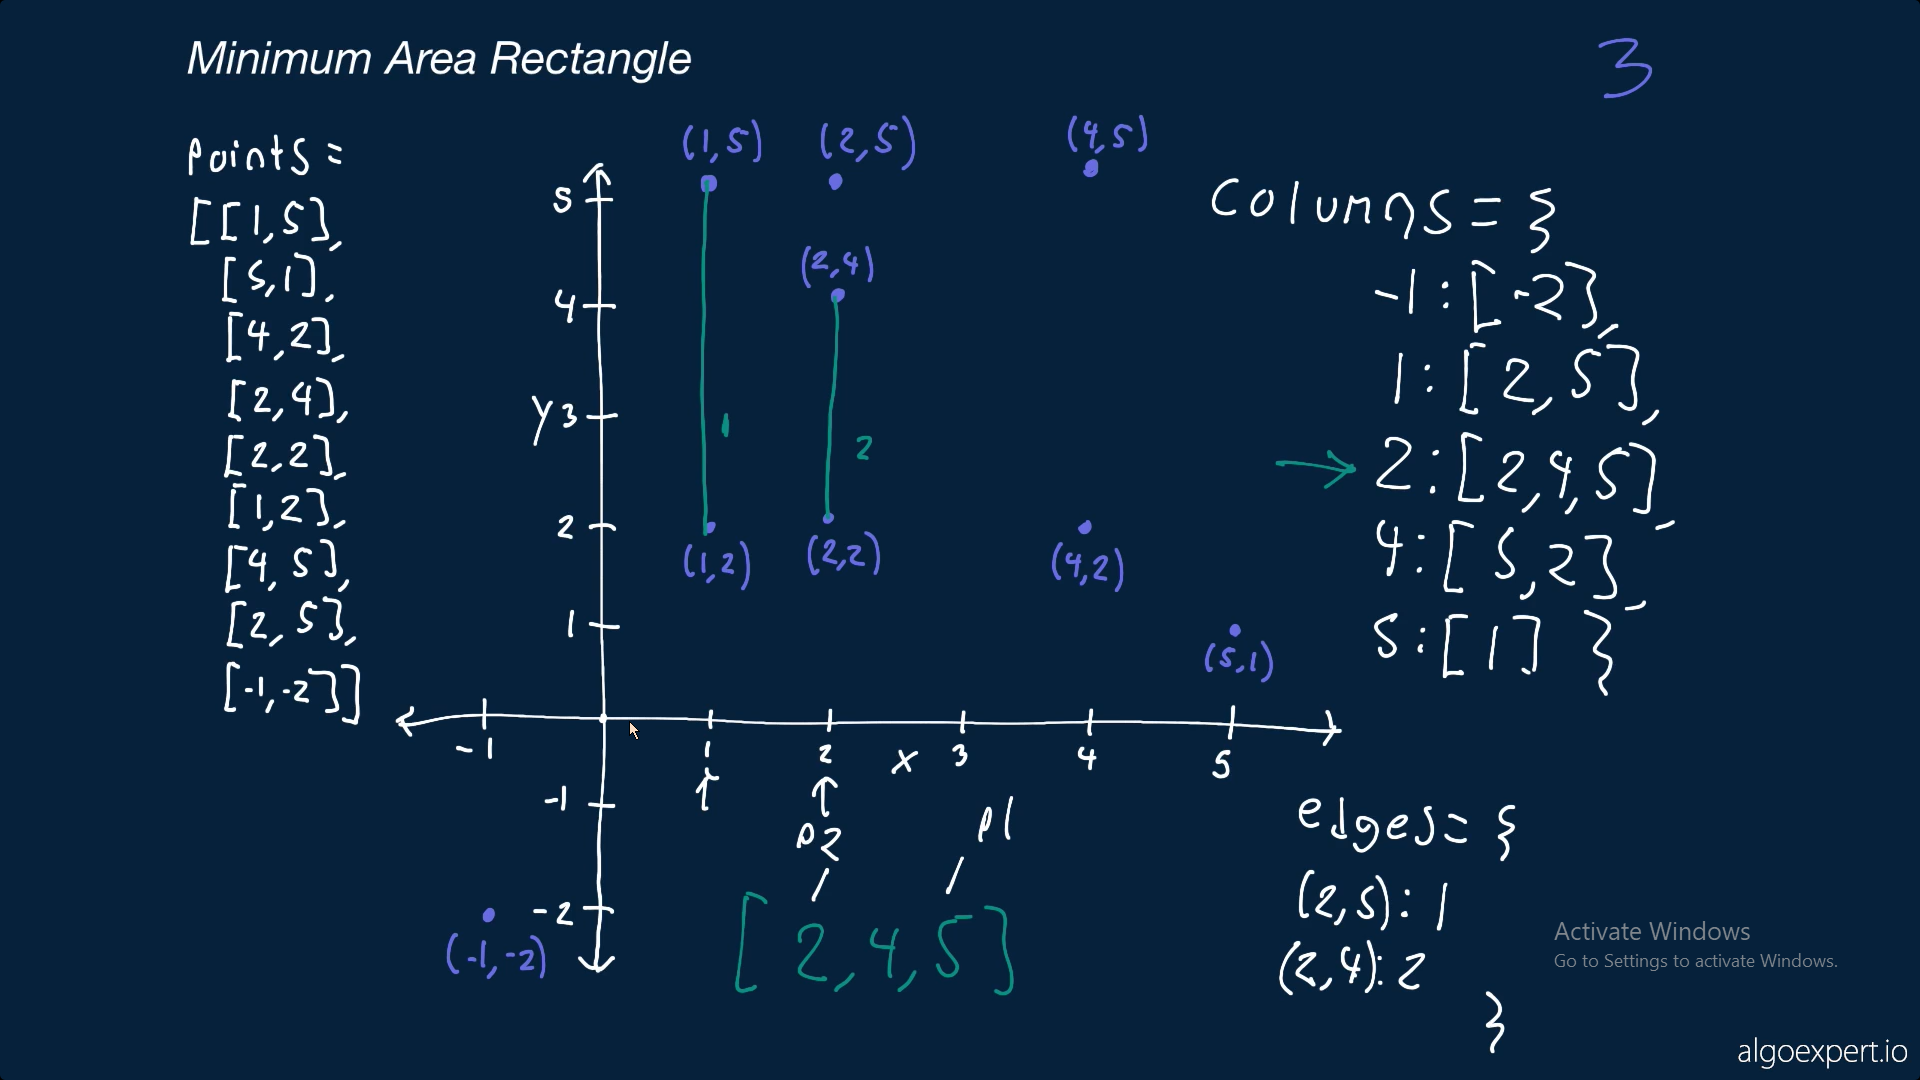 Minimum Area Rectangle
3
points =
[[1,5],
[5,1],
[4,2],
[2,4],
[2,2],
[1,2],
[4,5],
[2,5],
[-1,-2]]
(1,5) (2,5) (4,5)
5
(2,4)
4
y 3
1 2
2
(1,2) (2,2) (4,2)
1
(5,1)
-1 1 2 x 3 4 5
-1
p2 p1
-2
(-1,-2)
[2,4,5]
columns = {
-1:[-2],
1:[2,5],
2:[2,4,5],
4:[5,2],
5:[1] }
edges = {
(2,5): 1
(2,4): 2
}
Activate Windows
Go to Settings to activate Windows.
algoexpert.io